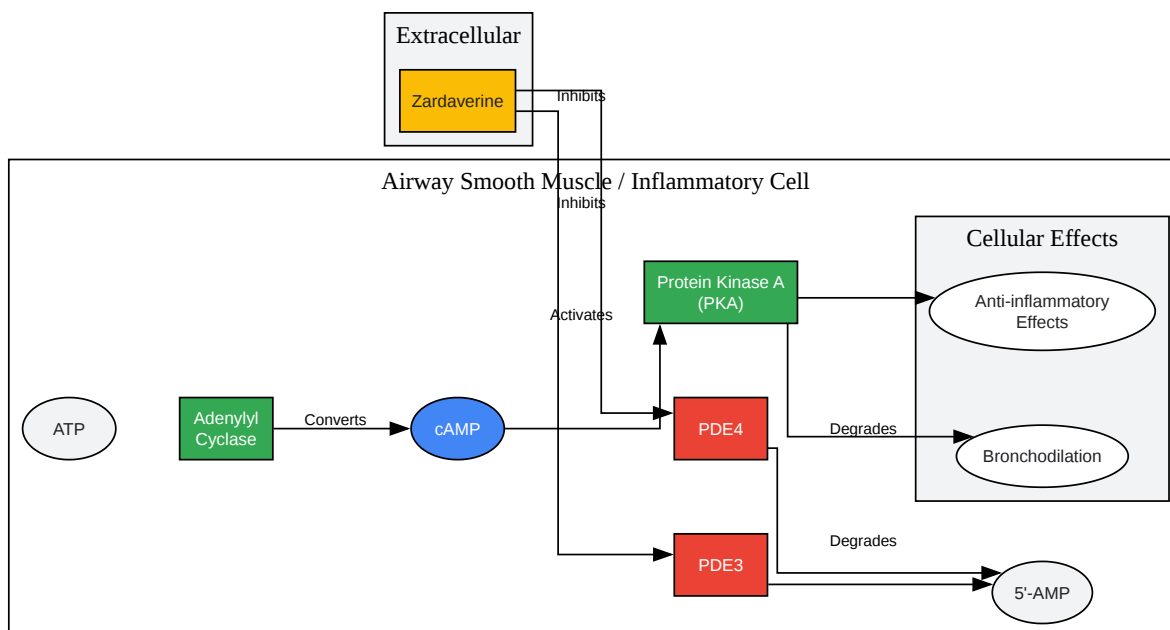 Extracellular
Zardaverine
Inhibits
Airway Smooth Muscle / Inflammatory Cell
Inhibits
Cellular Effects
Protein Kinase A
(PKA)
Anti-inflammatory
Effects
Activates
ATP
Adenylyl
Cyclase
Converts
cAMP
PDE4
Degrades
Bronchodilation
Degrades
PDE3
5'-AMP